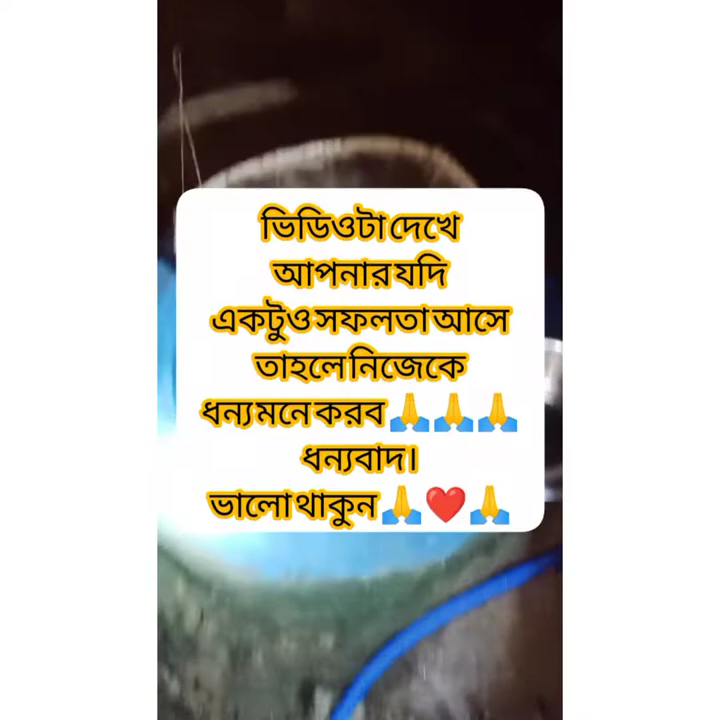 ভিডিওটা দেখে
আপনার যদি
একটুও সফলতা আসে
তাহলে নিজেকে
ধন্য মনে করব 🙏🙏🙏
ধন্যবাদ।
ভালো থাকুন 🙏❤️🙏